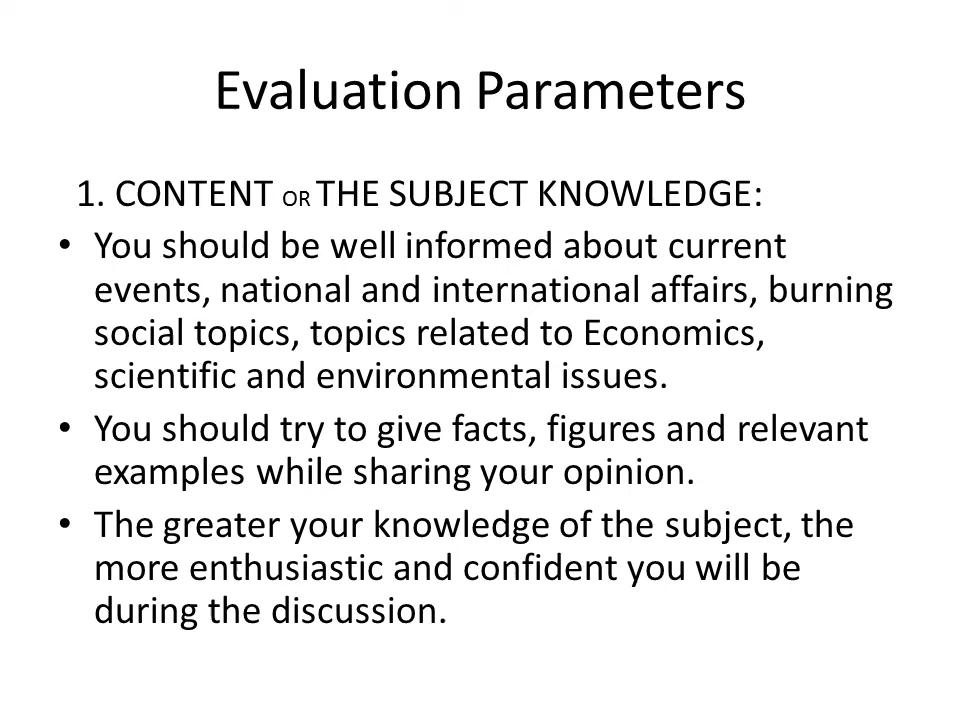 Evaluation Parameters
1. CONTENT OR THE SUBJECT KNOWLEDGE:
• You should be well informed about current
events, national and international affairs, burning
social topics, topics related to Economics,
scientific and environmental issues.
• You should try to give facts, figures and relevant
examples while sharing your opinion.
• The greater your knowledge of the subject, the
more enthusiastic and confident you will be
during the discussion.